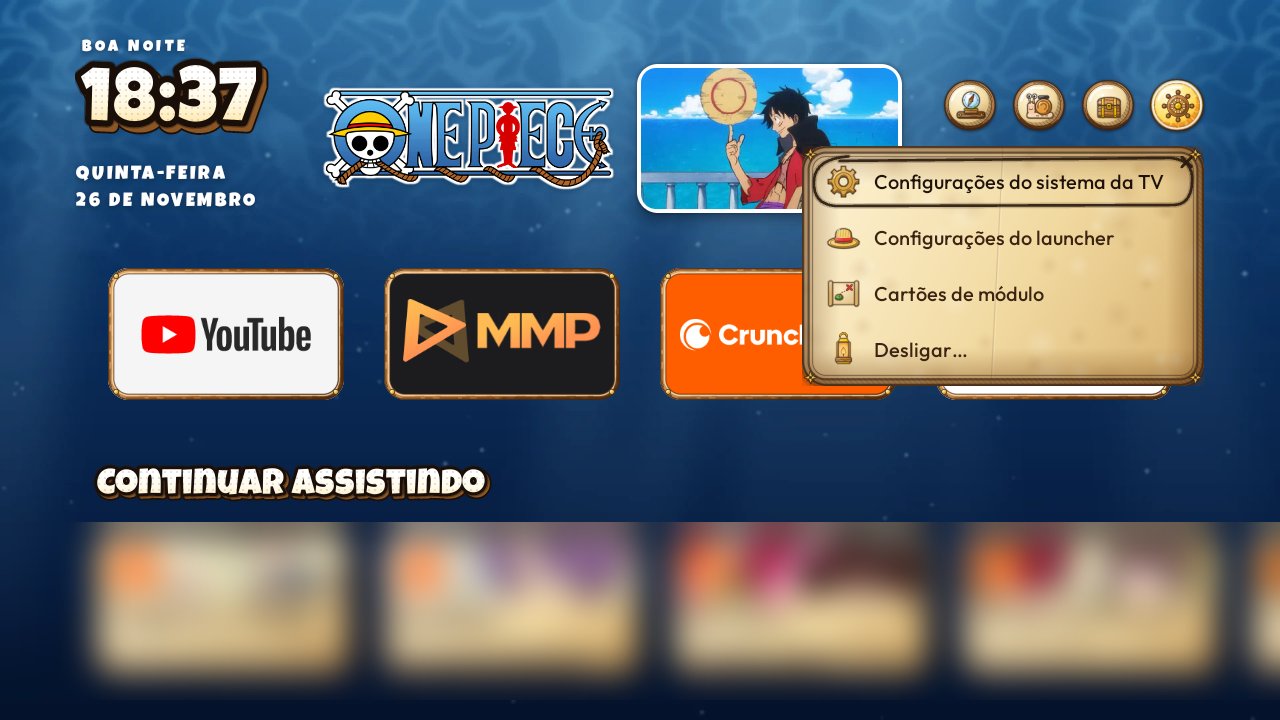 BOA NOITE
18:37
QUINTA-FEIRA
26 DE NOVEMBRO
ONE PIECE
Configurações do sistema da TV
Configurações do launcher
Cartões de módulo
Desligar...
YouTube
MMP
CONTINUAR ASSISTINDO